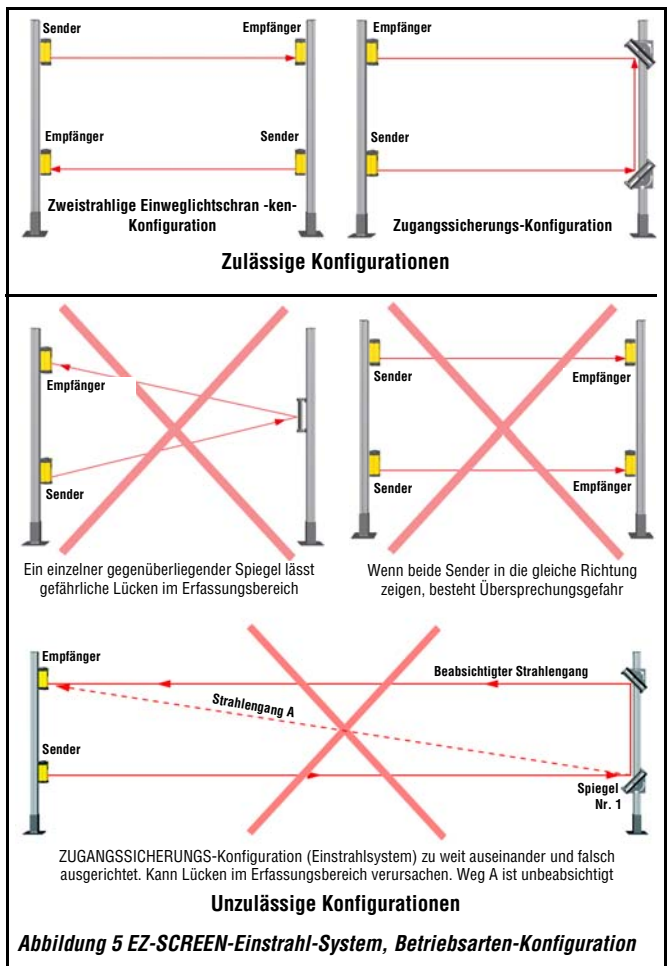 Sender
Empfänger
Empfänger
Sender
Zweistrahlige Einweglichtschran -ken-
Konfiguration
Empfänger
Sender
Zugangssicherungs-Konfiguration
Zulässige Konfigurationen
Empfänger
Sender
Ein einzelner gegenüberliegender Spiegel lässt
gefährliche Lücken im Erfassungsbereich
Sender
Empfänger
Sender
Empfänger
Wenn beide Sender in die gleiche Richtung
zeigen, besteht Übersprechungsgefahr
Empfänger
Beabsichtigter Strahlengang
Strahlengang A
Sender
Spiegel
Nr. 1
ZUGANGSSICHERUNGS-Konfiguration (Einstrahlsystem) zu weit auseinander und falsch
ausgerichtet. Kann Lücken im Erfassungsbereich verursachen. Weg A ist unbeabsichtigt
Unzulässige Konfigurationen
Abbildung 5 EZ-SCREEN-Einstrahl-System, Betriebsarten-Konfiguration